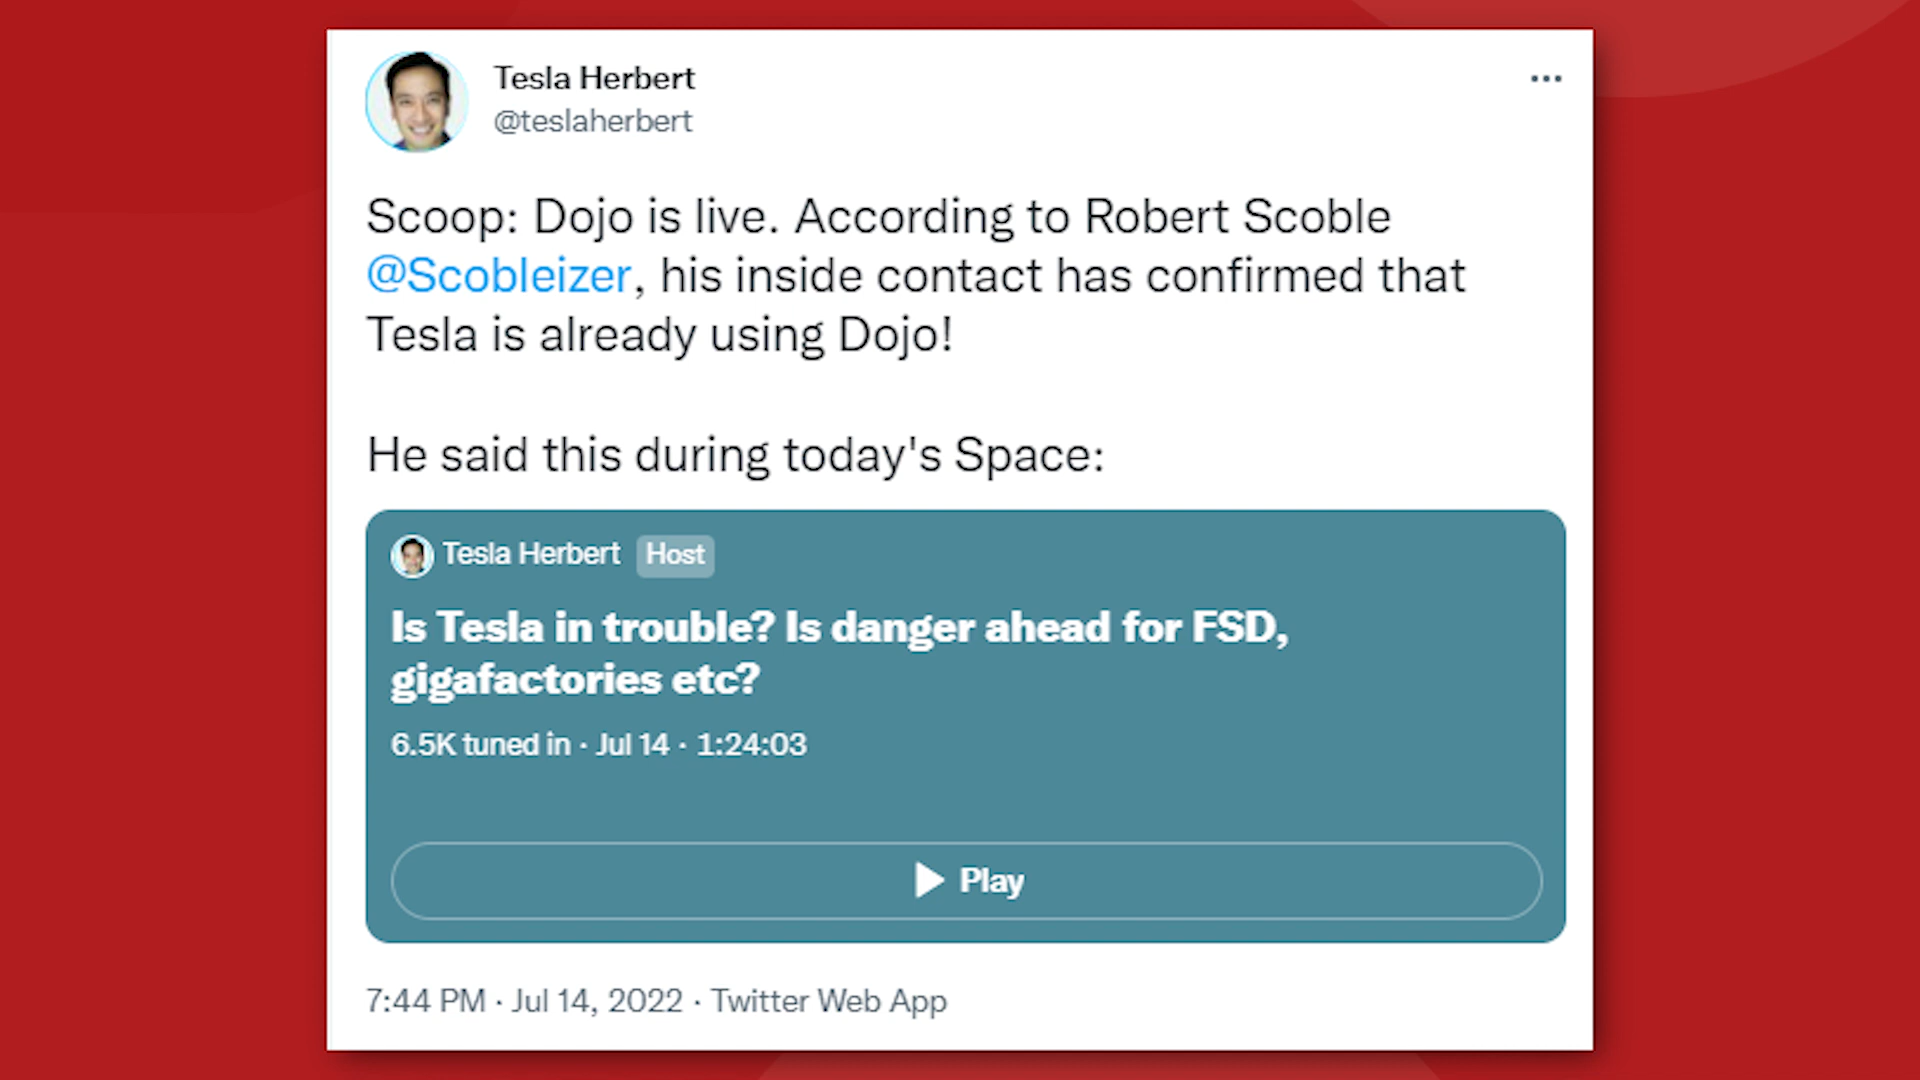 Tesla Herbert
@teslaherbert
Scoop: Dojo is live. According to Robert Scoble
@Scobleizer, his inside contact has confirmed that
Tesla is already using Dojo!
He said this during today's Space:
Tesla Herbert Host
Is Tesla in trouble? Is danger ahead for FSD,
gigafactories etc?
6.5K tuned in · Jul 14 · 1:24:03
Play
7:44 PM · Jul 14, 2022 · Twitter Web App